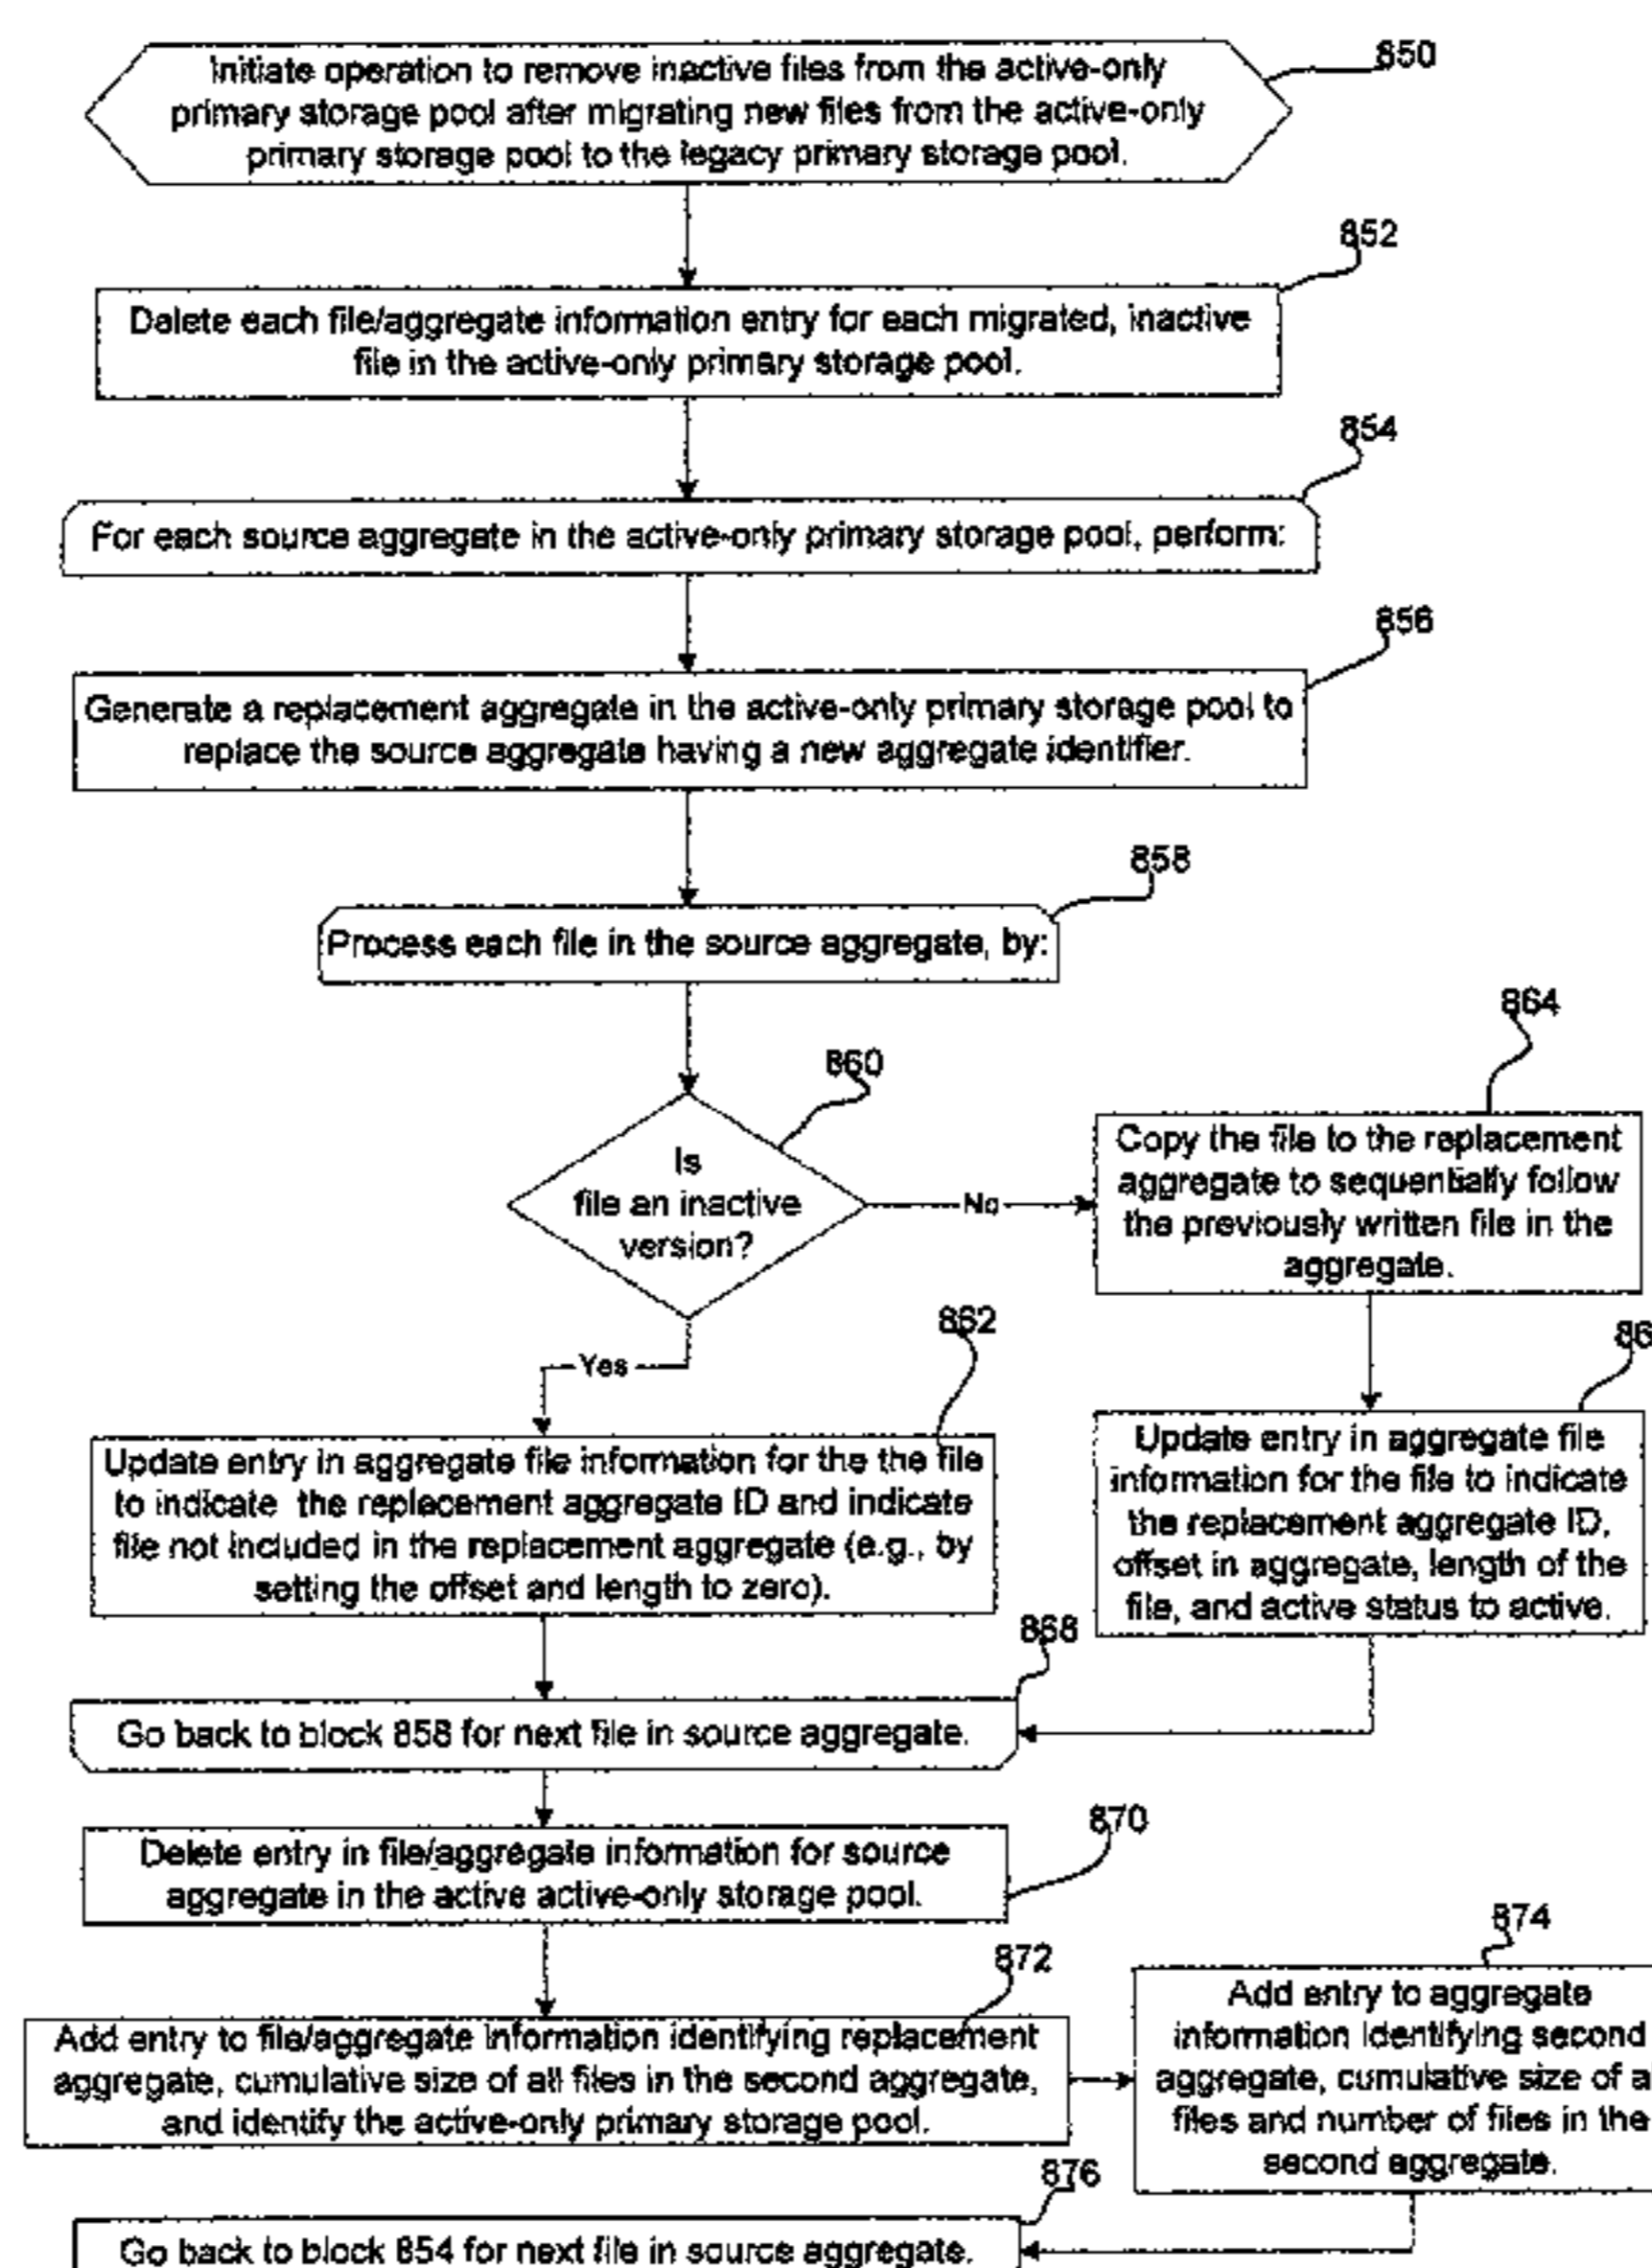 850
Initiate operation to remove inactive files from the active-only
primary storage pool after migrating new files from the active-only
primary storage pool to the legacy primary storage pool.
852
Delete each file/aggregate information entry for each migrated, inactive
file in the active-only primary storage pool.
854
For each source aggregate in the active-only primary storage pool, perform:
856
Generate a replacement aggregate in the active-only primary storage pool to
replace the source aggregate having a new aggregate identifier.
858
Process each file in the source aggregate, by:
860
Is
file an inactive
version?
No
864
Copy the file to the replacement
aggregate to sequentially follow
the previously written file in the
aggregate.
Yes
862
Update entry in aggregate file information for the the file
to indicate the replacement aggregate ID and indicate
file not included in the replacement aggregate (e.g., by
setting the offset and length to zero).
86
Update entry in aggregate file
information for the file to indicate
the replacement aggregate ID,
offset in aggregate, length of the
file, and active status to active.
868
Go back to block 858 for next file in source aggregate.
870
Delete entry in file/aggregate information for source
aggregate in the active active-only storage pool.
872
Add entry to file/aggregate information identifying replacement
aggregate, cumulative size of all files in the second aggregate,
and identify the active-only primary storage pool.
874
Add entry to aggregate
information identifying second
aggregate, cumulative size of a
files and number of files in the
second aggregate.
876
Go back to block 854 for next file in source aggregate.